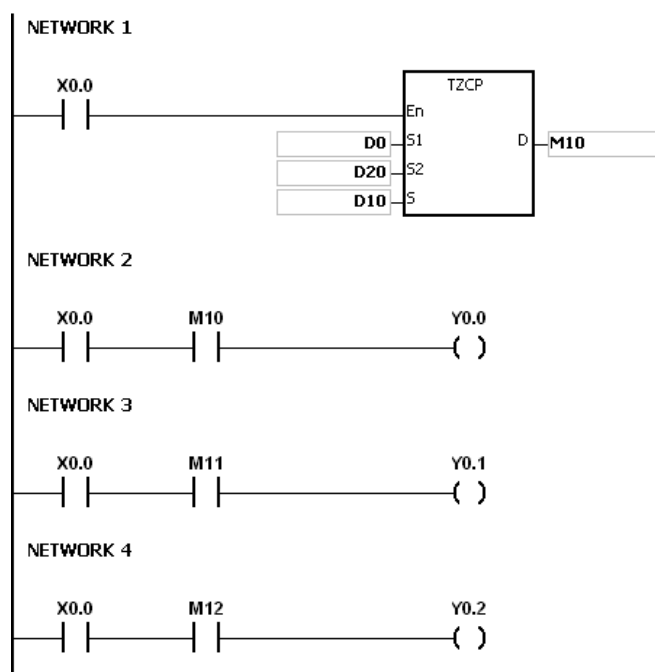 NETWORK 1
X0.0
TZCP
En
D0 S1 D M10
D20 S2
D10 S
NETWORK 2
X0.0 M10 Y0.0
NETWORK 3
X0.0 M11 Y0.1
NETWORK 4
X0.0 M12 Y0.2